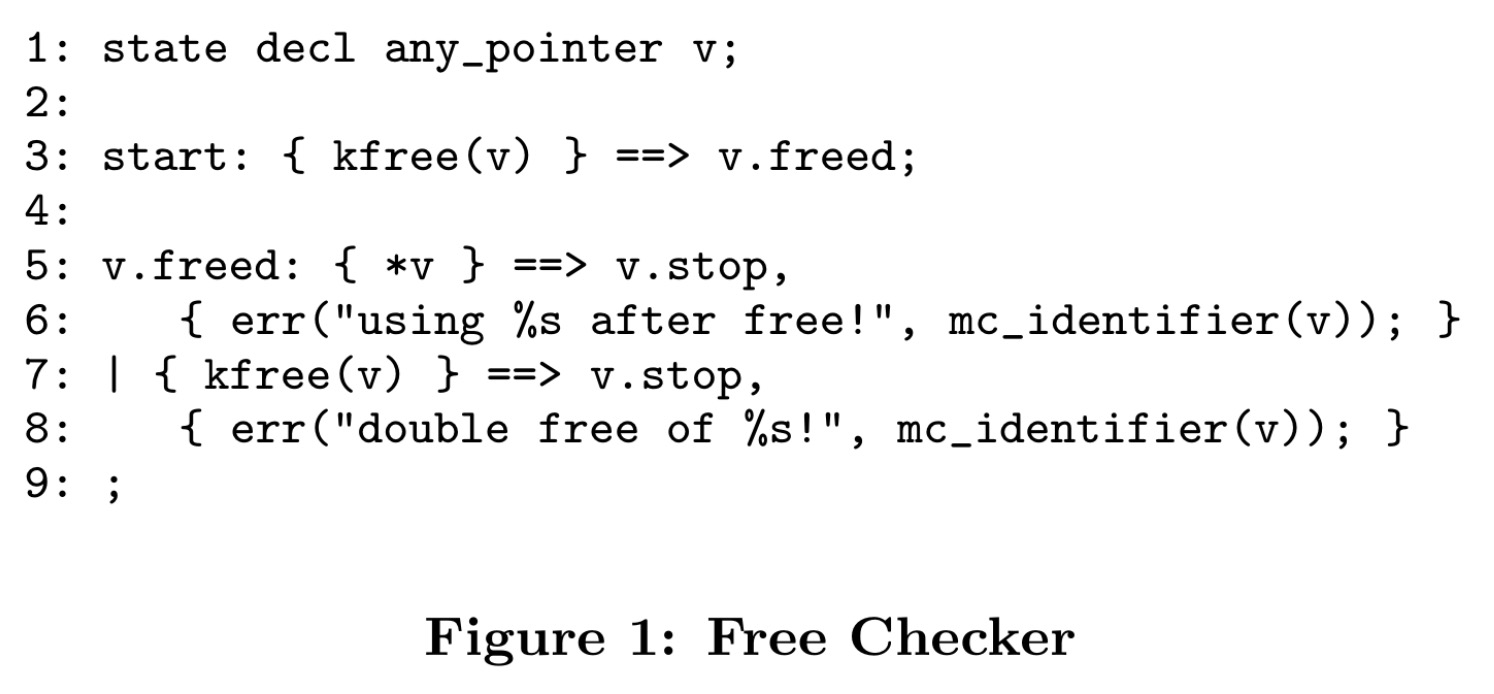 1: state decl any_pointer v;
2:
3: start: { kfree(v) } ==> v.freed;
4:
5: v.freed: { *v } ==> v.stop,
6:    { err("using %s after free!", mc_identifier(v)); }
7: | { kfree(v) } ==> v.stop,
8:    { err("double free of %s!", mc_identifier(v)); }
9: ;
Figure 1: Free Checker